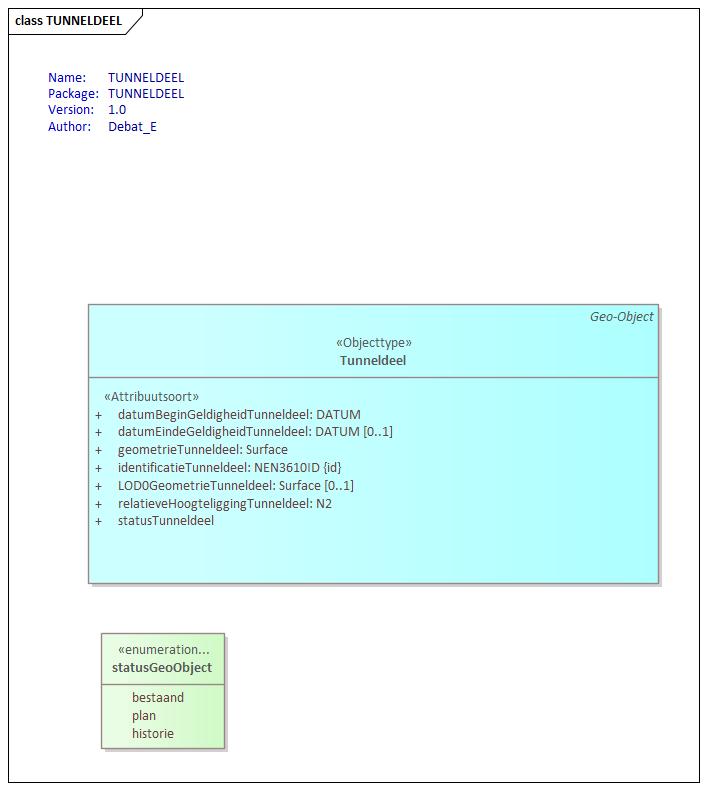 class TUNNELDEEL
Name: TUNNELDEEL
Package: TUNNELDEEL
Version: 1.0
Author: Debat_E
Geo-Object
«Objecttype»
Tunneldeel
«Attribuutsoort»
+ datumBeginGeldigheidTunneldeel: DATUM
+ datumEindeGeldigheidTunneldeel: DATUM [0..1]
+ geometrieTunneldeel: Surface
+ identificatieTunneldeel: NEN3610ID {id}
+ LOD0GeometrieTunneldeel: Surface [0..1]
+ relatieveHoogteliggingTunneldeel: N2
+ statusTunneldeel
«enumeration...
statusGeoObject
bestaand
plan
historie